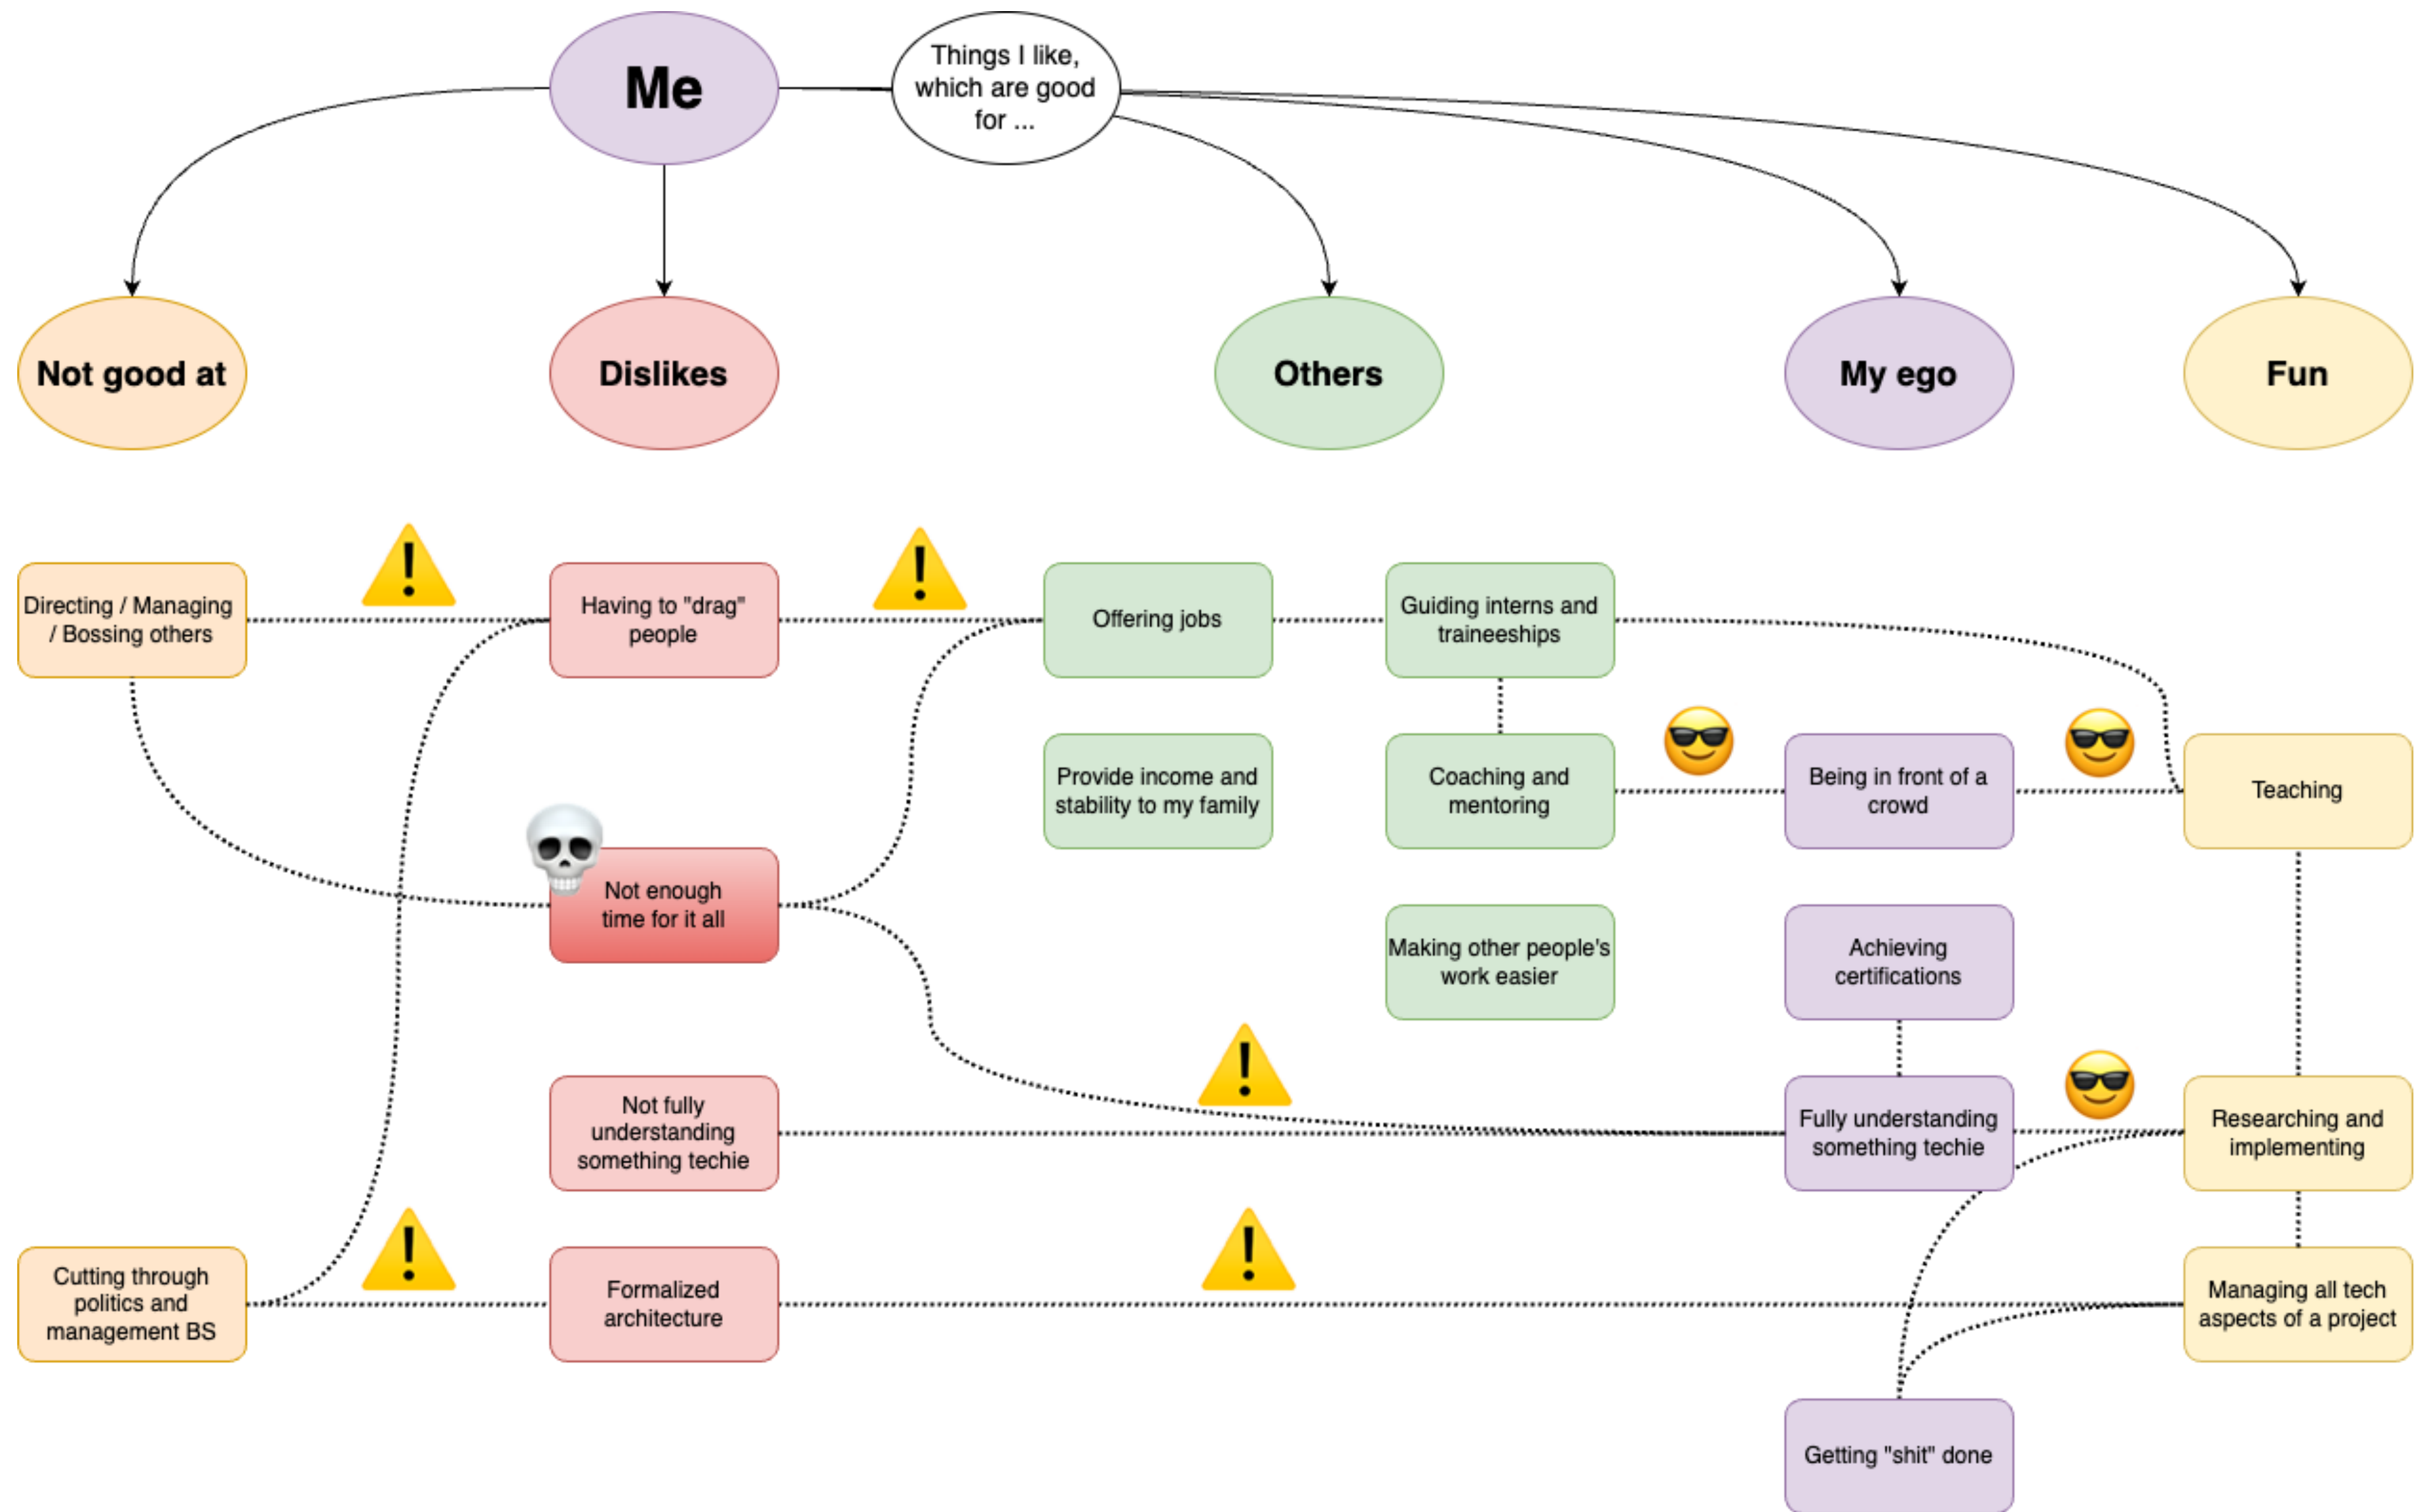 Me
Things I like,
which are good
for ...
Not good at
Dislikes
Others
My ego
Fun
Directing / Managing
/ Bossing others
Having to "drag"
people
Offering jobs
Guiding interns and
traineeships
Provide income and
stability to my family
Coaching and
mentoring
Being in front of a
crowd
Teaching
Not enough
time for it all
Making other people's
work easier
Achieving
certifications
Not fully
understanding
something techie
Fully understanding
something techie
Researching and
implementing
Cutting through
politics and
management BS
Formalized
architecture
Managing all tech
aspects of a project
Getting "shit" done